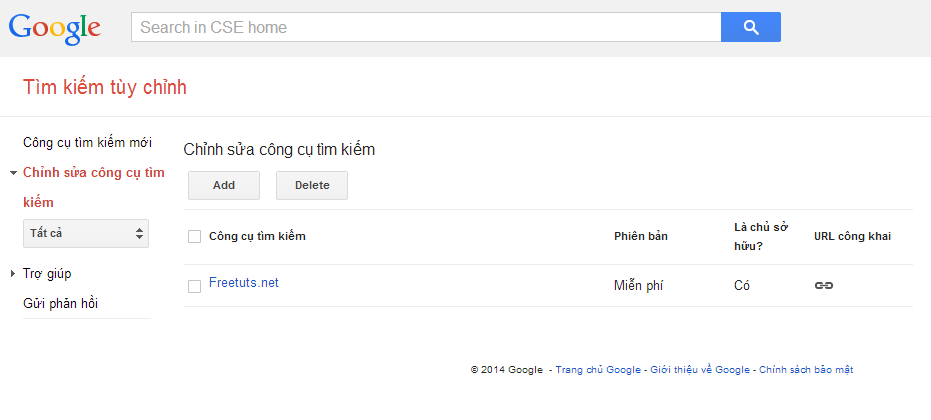 Google
Search in CSE home
Tìm kiếm tùy chỉnh
Công cụ tìm kiếm mới
Chỉnh sửa công cụ tìm
kiếm
Tất cả
Trợ giúp
Gửi phản hồi
Chỉnh sửa công cụ tìm kiếm
Add Delete
Công cụ tìm kiếm Phiên bản Là chủ sở
hữu? URL công khai
Freetuts.net Miễn phí Có
© 2014 Google - Trang chủ Google - Giới thiệu về Google - Chính sách bảo mật